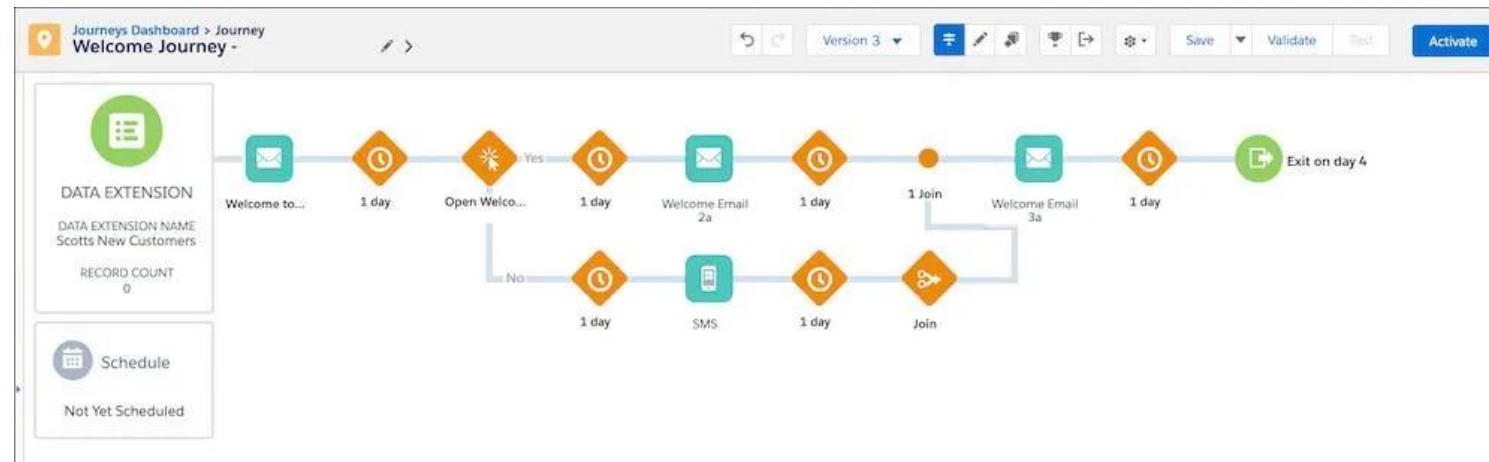 Journeys Dashboard > Journey
Welcome Journey -
Version 3
Save
Validate
Test
Activate
DATA EXTENSION
DATA EXTENSION NAME
Scotts New Customers
RECORD COUNT
0
Schedule
Not Yet Scheduled
Welcome to...
1 day
Open Welco...
Yes
1 day
Welcome Email
2a
1 day
1 Join
Welcome Email
3a
1 day
Exit on day 4
No
1 day
SMS
1 day
Join